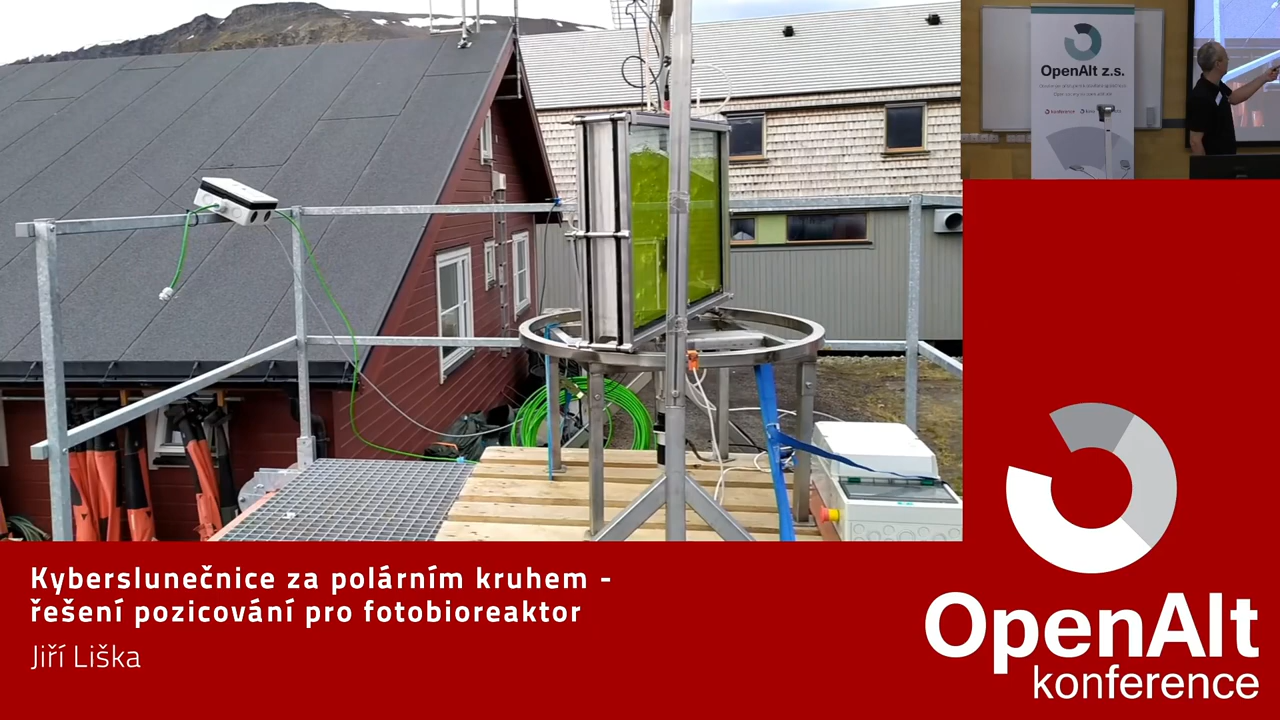 OpenAlt z.s.
Kyberslunečnice za polárním kruhem -
řešení pozicování pro fotobioreaktor
Jiří Liška
OpenAlt
konference